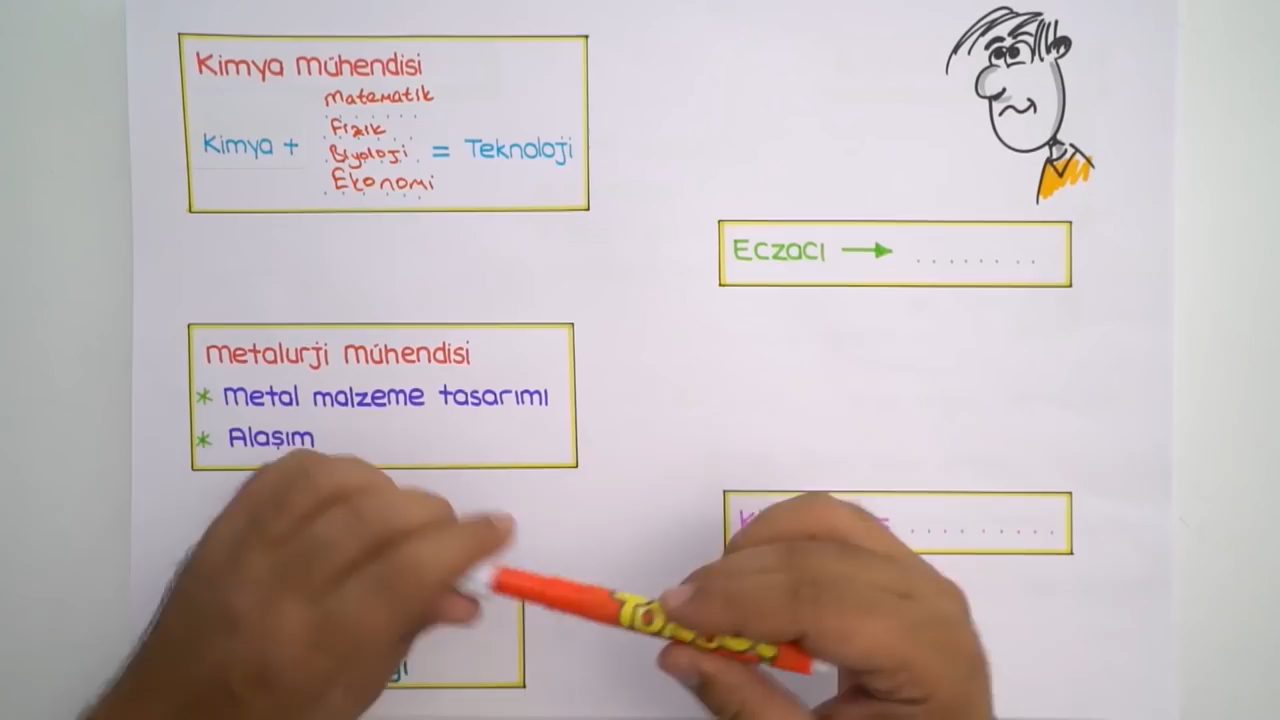 Kimya mühendisi
Matematik
Fizik
Kimya + Biyoloji = Teknoloji
Ekonomi
Eczacı → ........
Metalurji mühendisi
* Metal malzeme tasarımı
* Alaşım